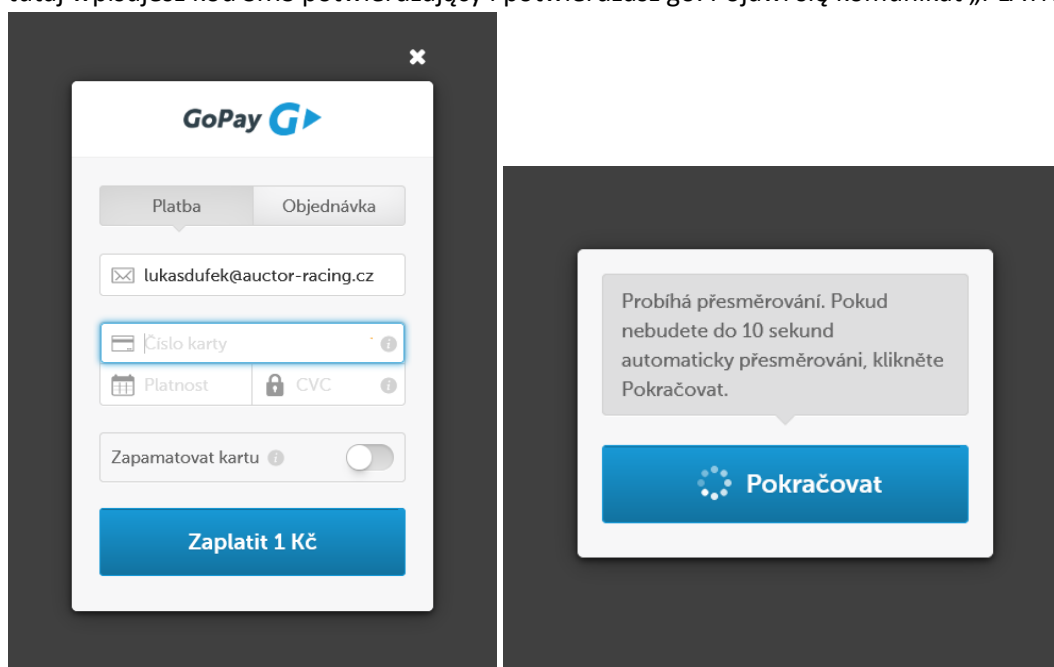 GoPay
Platba Objednávka
lukasdufek@auctor-racing.cz
Číslo karty
Platnost CVC
Zapamatovat kartu
Zaplatit 1 Kč
Probíhá přesměrování. Pokud
nebudete do 10 sekund
automaticky přesměrováni, klikněte
Pokračovat.
Pokračovat